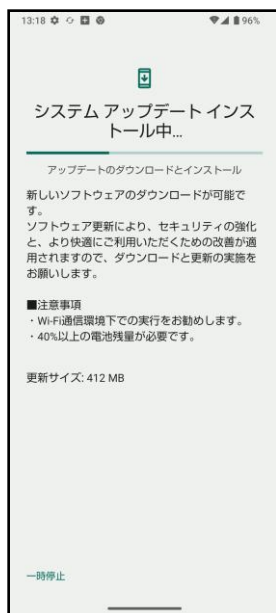 13:18 96%
システム アップデート インス
トール中...
アップデートのダウンロードとインストール
新しいソフトウェアのダウンロードが可能で
す。
ソフトウェア更新により、セキュリティの強化
と、より快適にご利用いただくための改善が適
用されますので、ダウンロードと更新の実施を
お願いします。
■注意事項
・Wi-Fi通信環境下での実行をお勧めします。
・40%以上の電池残量が必要です。
更新サイズ: 412 MB
一時停止